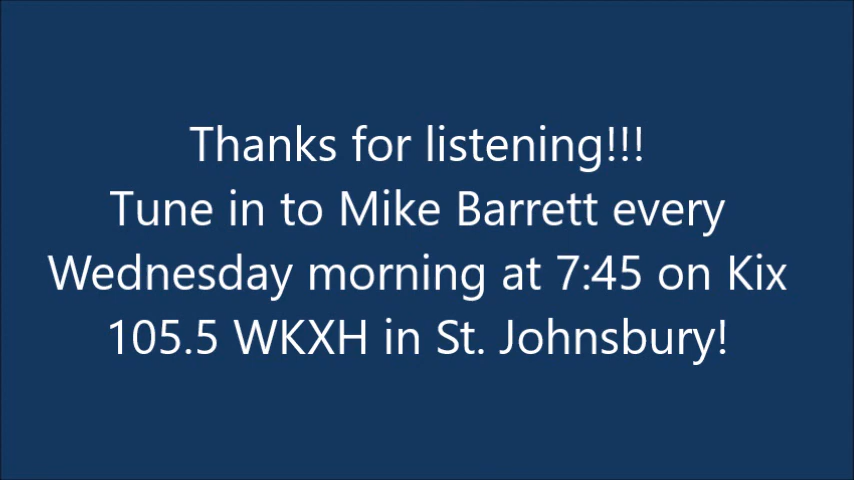 Thanks for listening!!!
Tune in to Mike Barrett every
Wednesday morning at 7:45 on Kix
105.5 WKXH in St. Johnsbury!